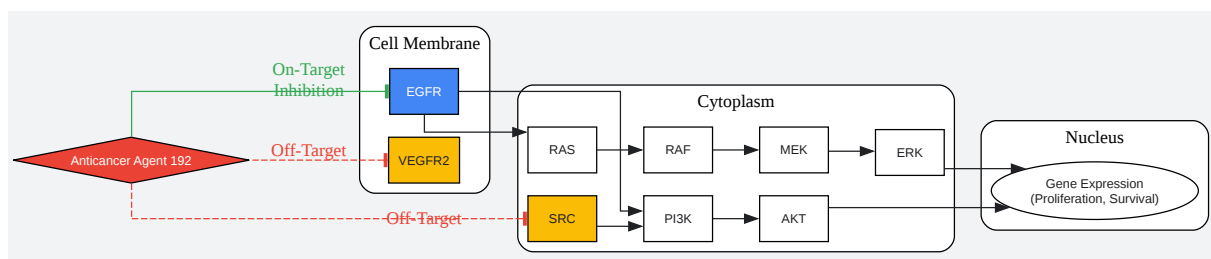 Cell Membrane
On-Target
Inhibition
EGFR
Cytoplasm
Anticancer Agent 192
Off-Target
VEGFR2
RAS
RAF
MEK
ERK
Nucleus
Gene Expression
(Proliferation, Survival)
Off-Target
SRC
PI3K
AKT